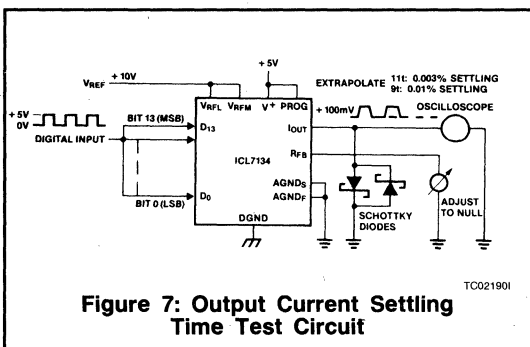 +5V
VREF +10V
EXTRAPOLATE 11t: 0.003% SETTLING
9t: 0.01% SETTLING
+100mV
OSCILLOSCOPE
VRFL VRFM V+ PROG
+5V
0V
BIT 13 (MSB)
DIGITAL INPUT
D13
IOUT
RFB
ICL7134
AGNDS
AGNDF
BIT 0 (LSB)
D0
DGND
SCHOTTKY
DIODES
ADJUST
TO NULL
TC02190I
Figure 7: Output Current Settling
Time Test Circuit